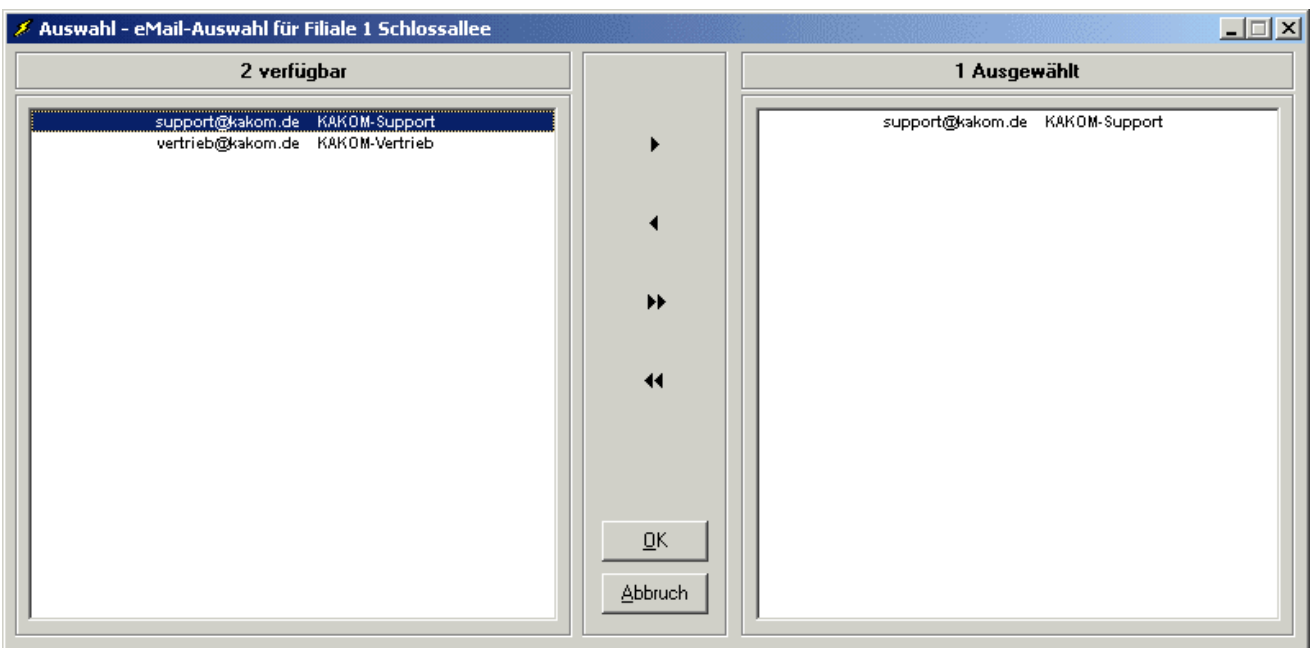 Auswahl - eMail-Auswahl für Filiale 1 Schlossallee
2 verfügbar
support@kakom.de KAKOM-Support
vertrieb@kakom.de KAKOM-Vertrieb
OK
Abbruch
1 Ausgewählt
support@kakom.de KAKOM-Support